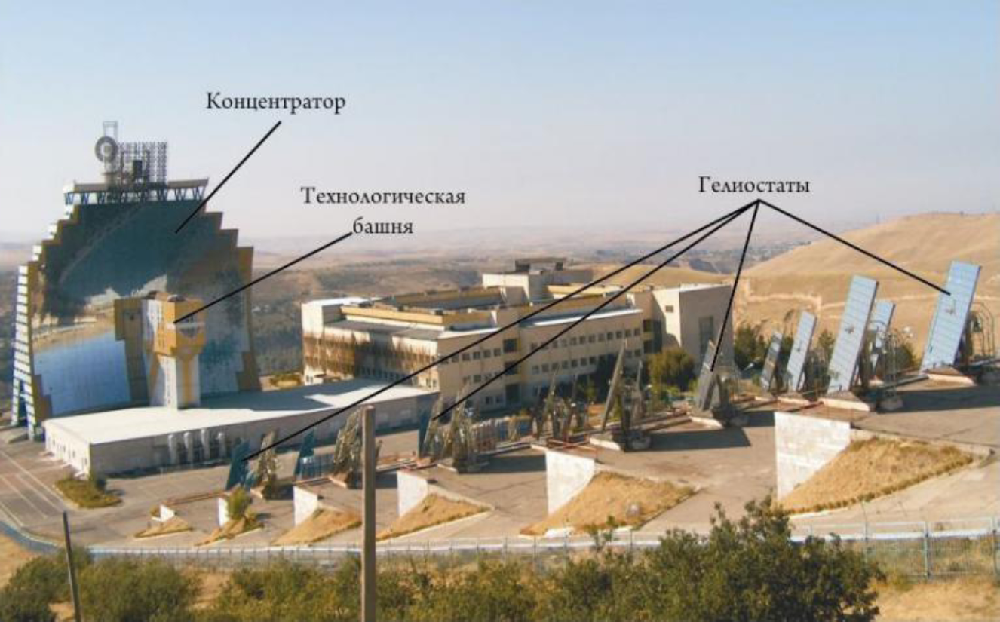 Концентратор
Технологическая
башня
Гелиостаты